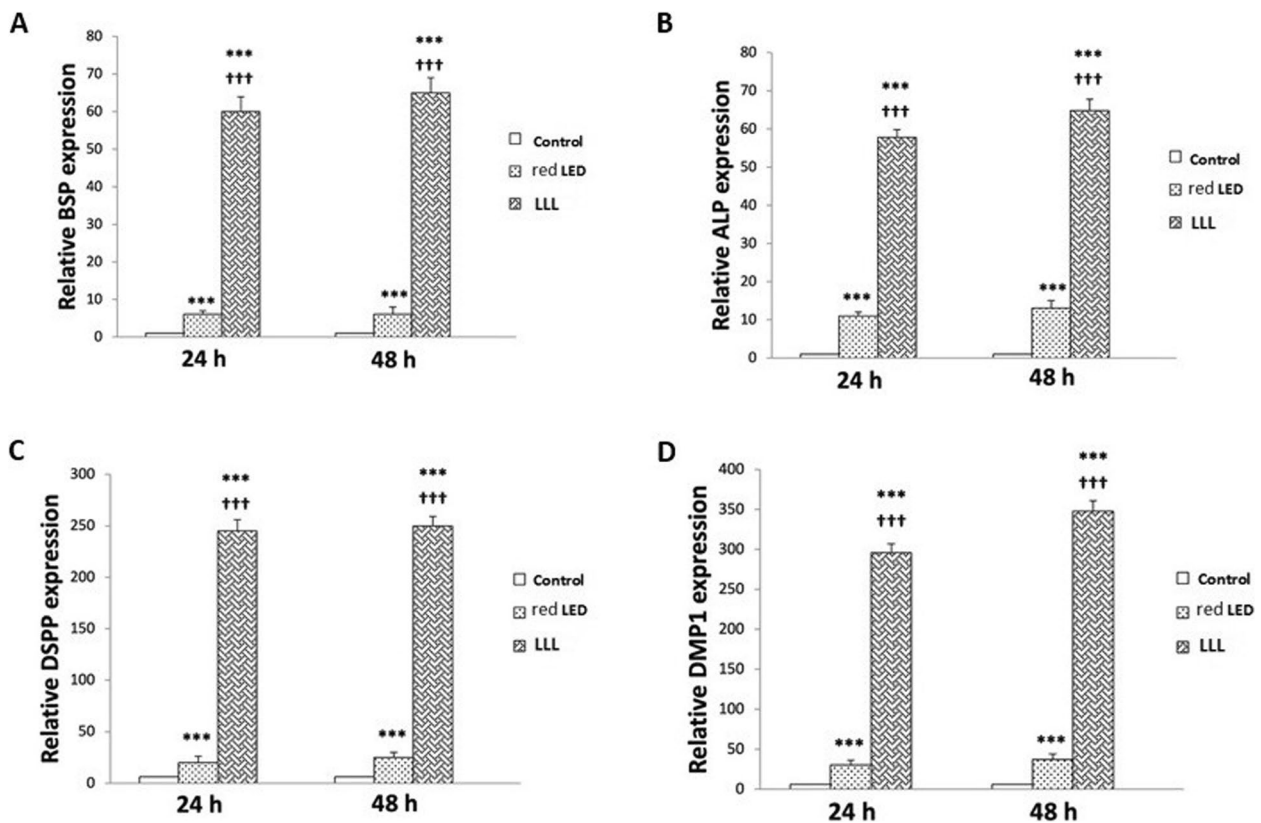 A
Relative BSP expression
80
70
60
50
40
30
20
10
0
***
***
†††
***
***
†††
24 h
48 h
Control
red LED
LLL
B
Relative ALP expression
80
70
60
50
40
30
20
10
0
***
***
†††
***
***
†††
24 h
48 h
Control
red LED
LLL
C
Relative DSPP expression
300
250
200
150
100
50
0
***
***
†††
***
***
†††
24 h
48 h
Control
red LED
LLL
D
Relative DMP1 expression
400
350
300
250
200
150
100
50
0
***
***
†††
***
***
†††
24 h
48 h
Control
red LED
LLL